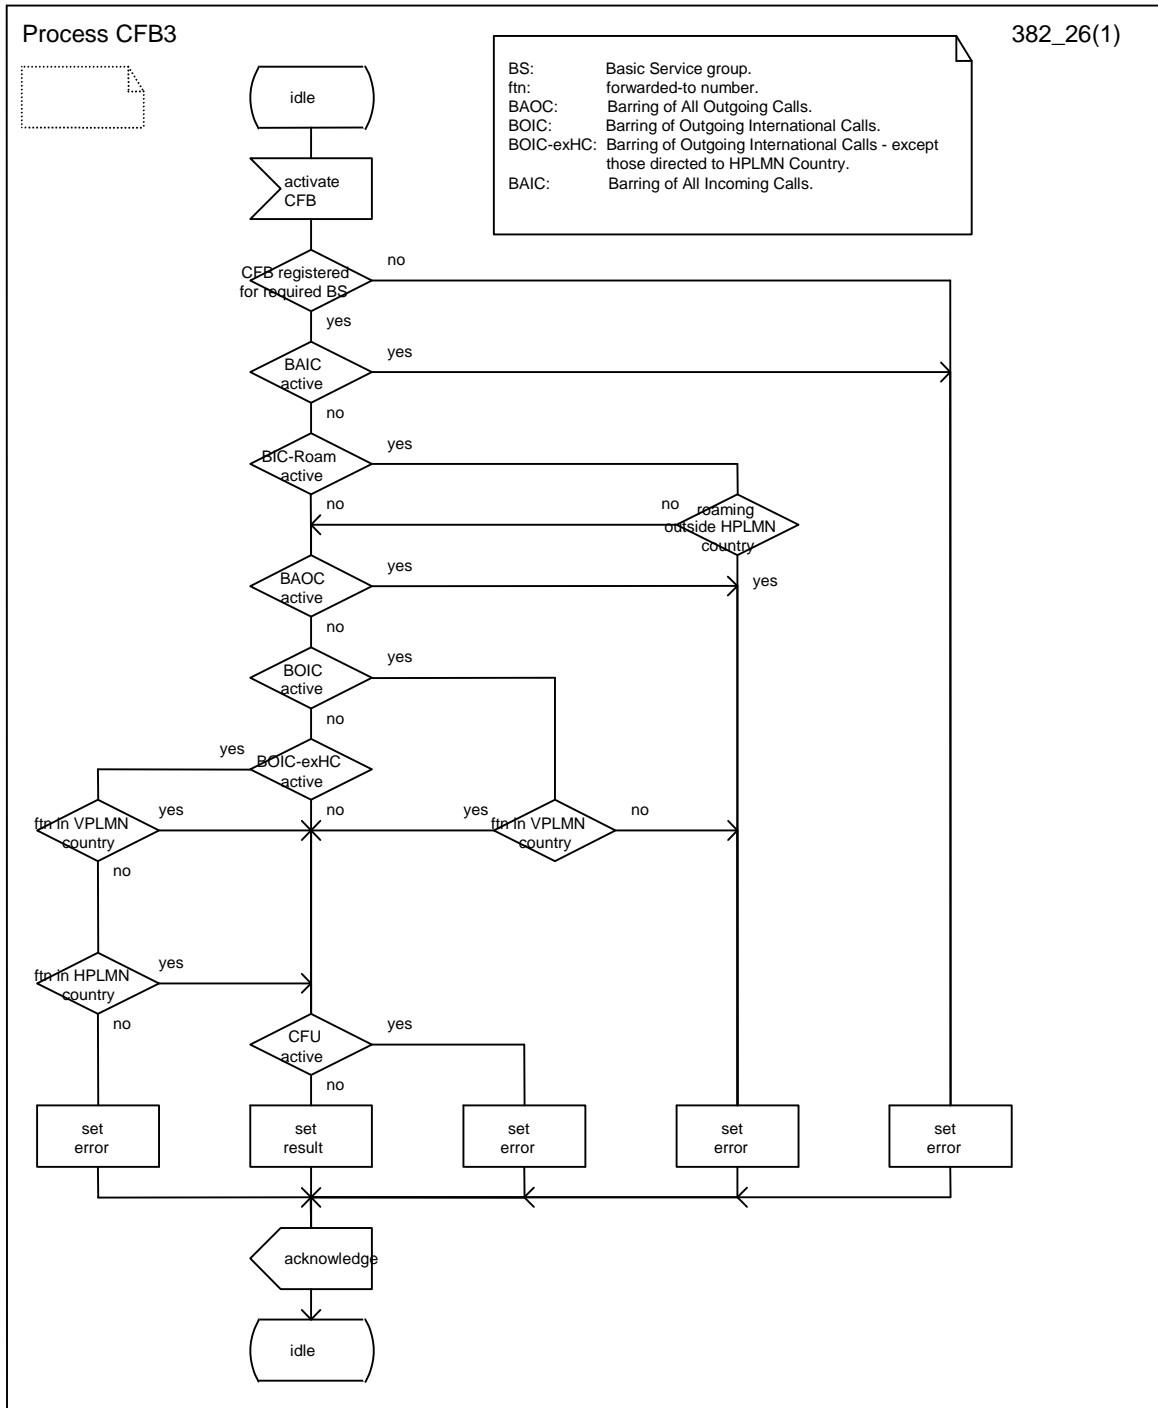 Process CFB3
382_26(1)
BS: Basic Service group.
ftn: forwarded-to number.
BAOC: Barring of All Outgoing Calls.
BOIC: Barring of Outgoing International Calls.
BOIC-exHC: Barring of Outgoing International Calls - except
those directed to HPLMN Country.
BAIC: Barring of All Incoming Calls.
idle
activate
CFB
CFB registered
for required BS
no
yes
BAIC
active
yes
no
BIC-Roam
active
yes
no
no
roaming
outside HPLMN
country
yes
BAOC
active
yes
no
BOIC
active
yes
no
yes
BOIC-exHC
active
no
ftn in VPLMN
country
yes
no
yes
ftn in VPLMN
country
no
ftn in HPLMN
country
yes
no
CFU
active
yes
no
set
error
set
result
set
error
set
error
set
error
acknowledge
idle